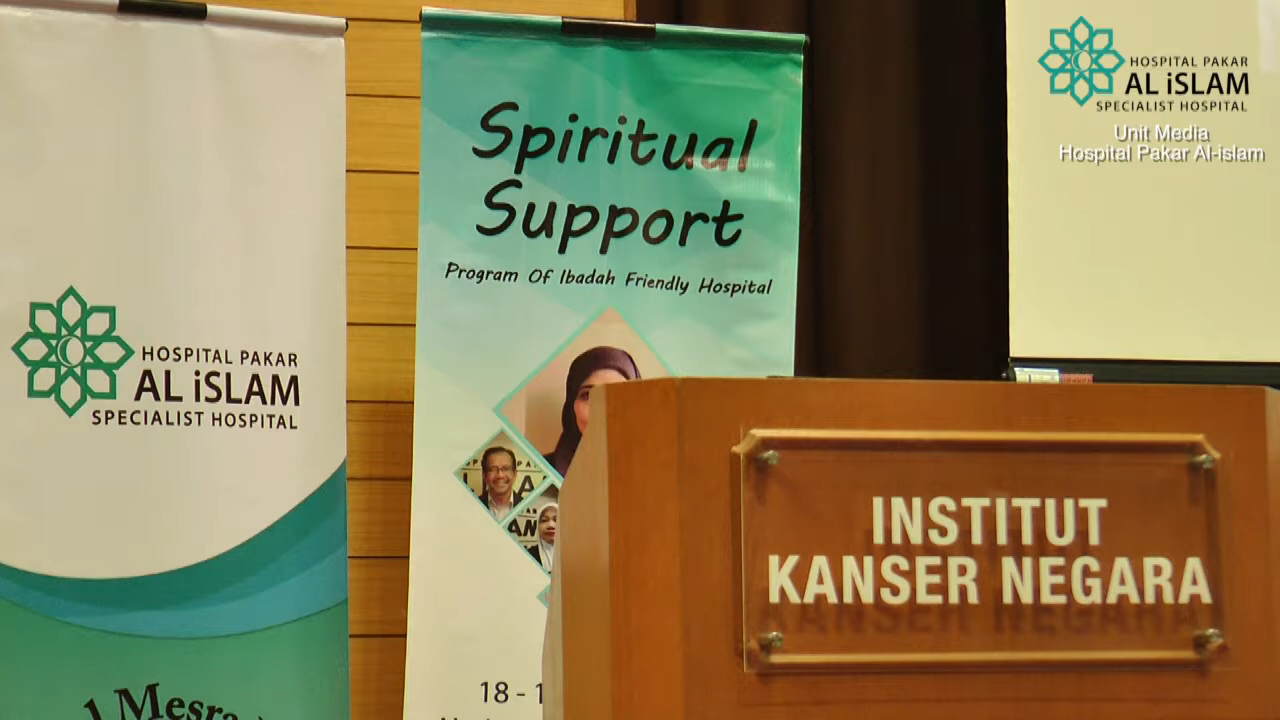 HOSPITAL PAKAR
AL iSLAM
SPECIALIST HOSPITAL
Mesra
Spiritual
Support
Program Of Ibadah Friendly Hospital
18 -
HOSPITAL PAKAR
AL iSLAM
SPECIALIST HOSPITAL
Unit Media
Hospital Pakar Al-islam
INSTITUT
KANSER NEGARA